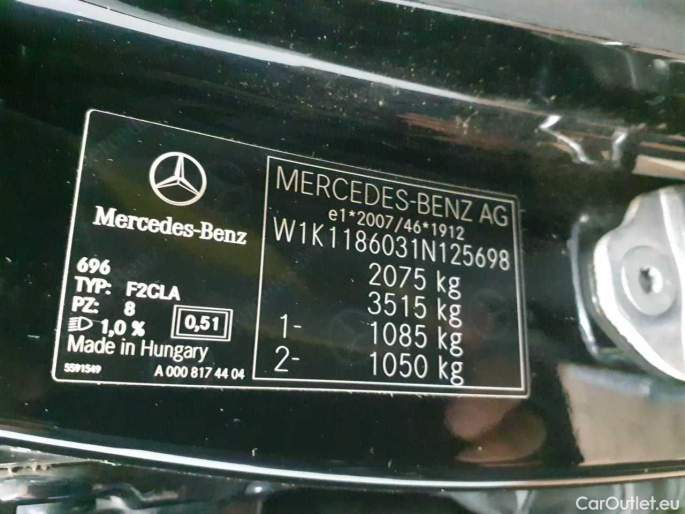 Mercedes-Benz
696
TYP: F2CLA
PZ: 8
1,0 %
0,51
Made in Hungary
5591549
A 000 817 44 04
MERCEDES-BENZ AG
e1*2007/46*1912
W1K1186031N125698
2075 kg
3515 kg
1- 1085 kg
2- 1050 kg
CarOutlet.eu